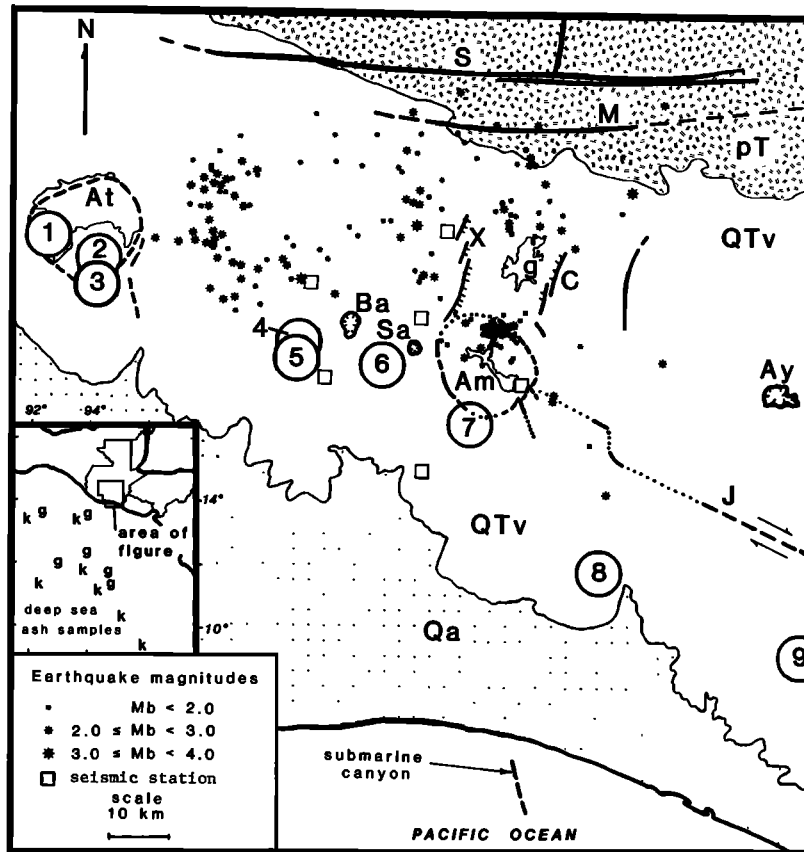 N
S
M
pT
At
1
2
3
X
g
C
QTv
Ba
4
Sa
5
6
Am
7
Ay
92°
94°
14°
area of
figure
k g
k g
g
k
g
k
g
k
g
k
deep sea
ash samples
k
k
10°
QTv
J
8
Qa
9
Earthquake magnitudes
Mb < 2.0
2.0 ≤ Mb < 3.0
3.0 ≤ Mb < 4.0
seismic station
scale
10 km
submarine
canyon
PACIFIC OCEAN